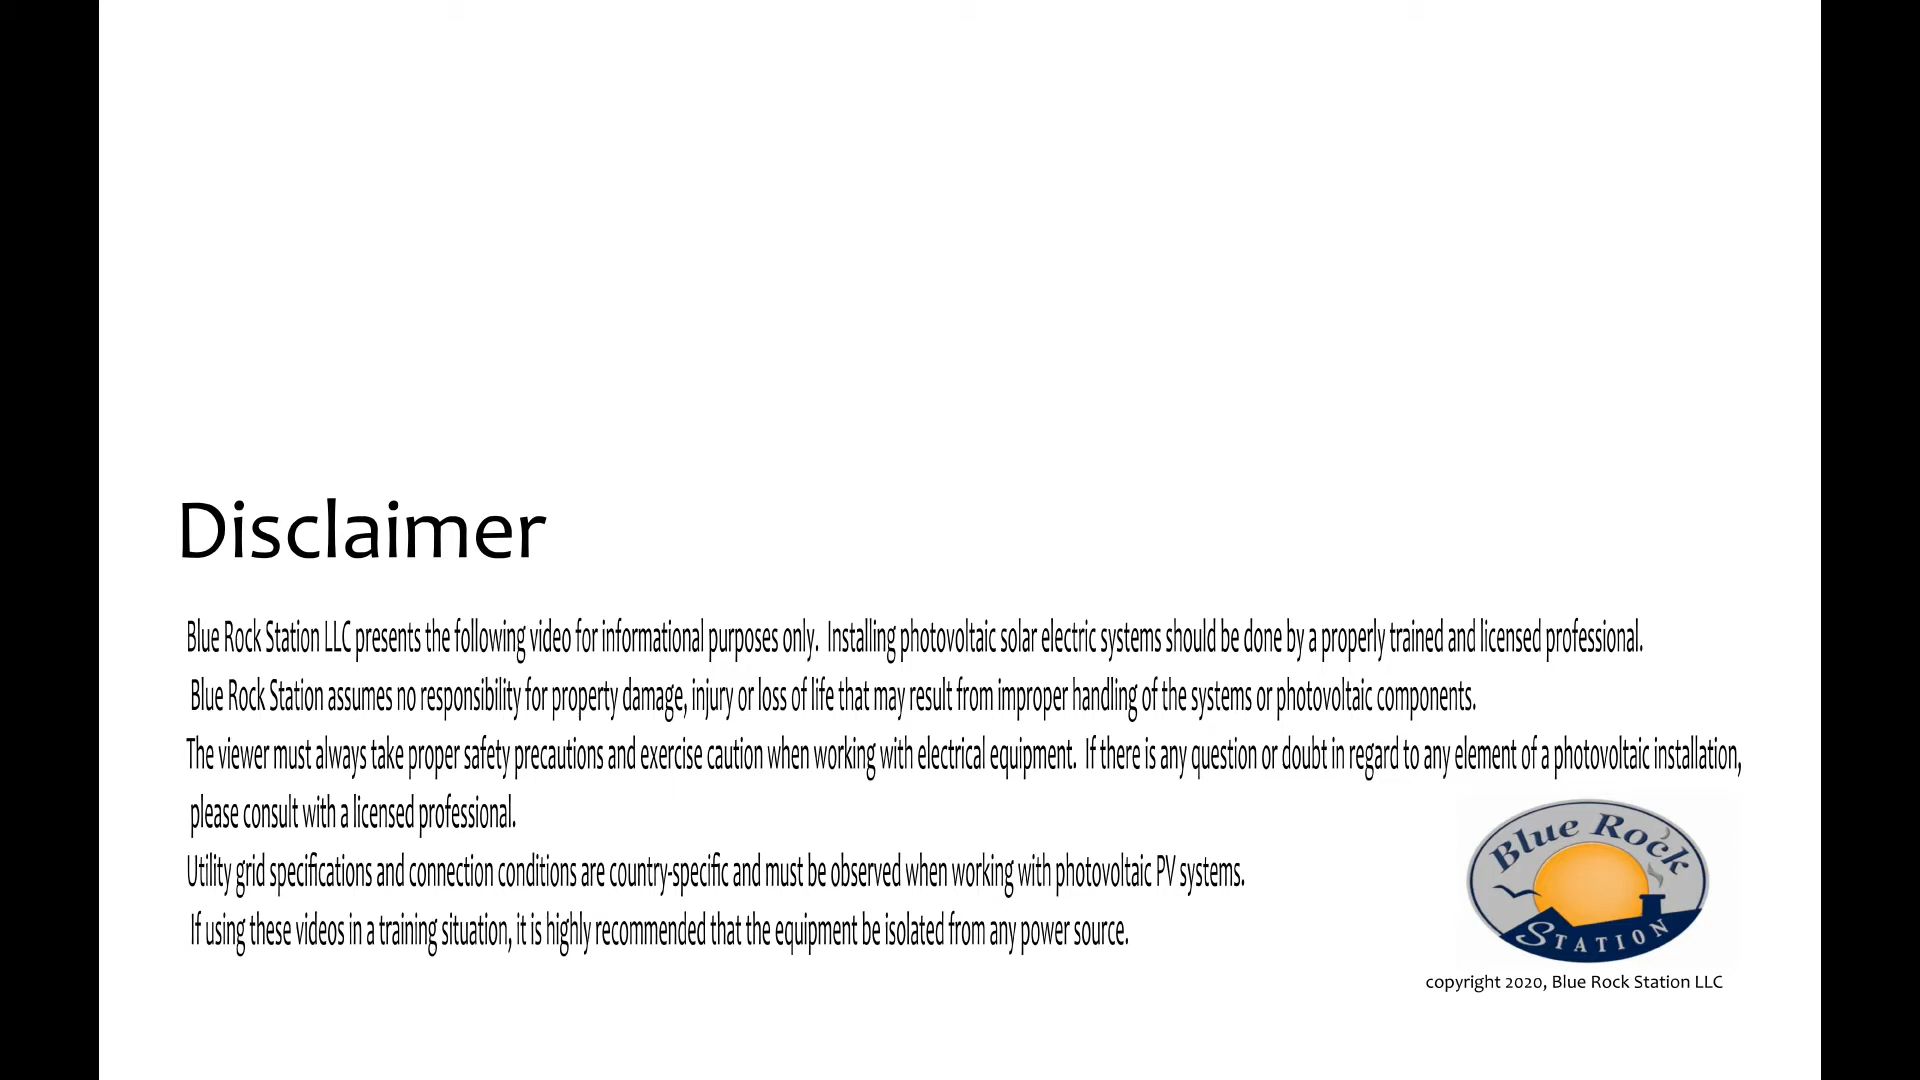 Disclaimer
Blue Rock Station LLC presents the following video for informational purposes only.  Installing photovoltaic solar electric systems should be done by a properly trained and licensed professional.
Blue Rock Station assumes no responsibility for property damage, injury or loss of life that may result from improper handling of the systems or photovoltaic components.
The viewer must always take proper safety precautions and exercise caution when working with electrical equipment.  If there is any question or doubt in regard to any element of a photovoltaic installation,
please consult with a licensed professional.
Utility grid specifications and connection conditions are country-specific and must be observed when working with photovoltaic PV systems.
If using these videos in a training situation, it is highly recommended that the equipment be isolated from any power source.
Blue Rock
STATION
copyright 2020, Blue Rock Station LLC